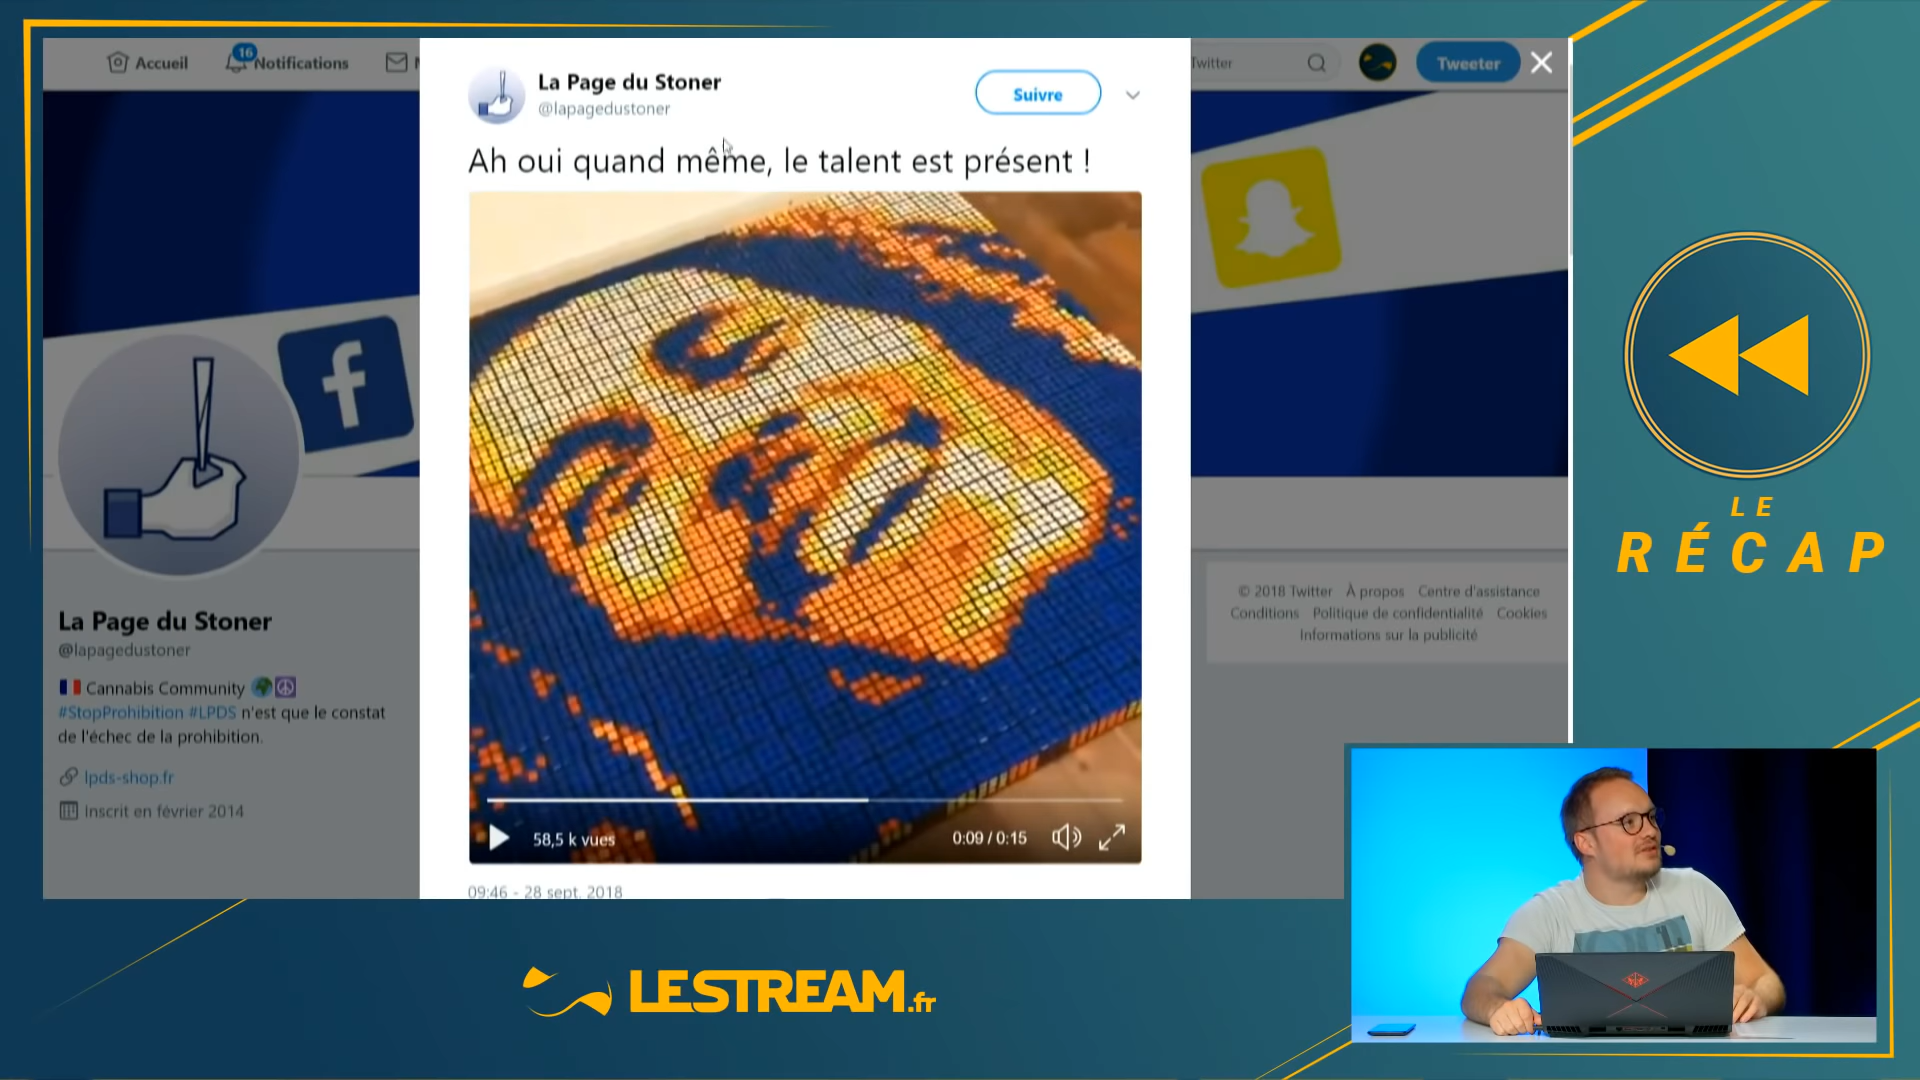 Accueil
16
Notifications
Twitter
Tweeter
La Page du Stoner
@lapagedustoner
Suivre
Ah oui quand même, le talent est présent !
58,5 k vues
0:09 / 0:15
09:46 - 28 sept. 2018
La Page du Stoner
@lapagedustoner
Cannabis Community
#StopProhibition #LPDS n'est que le constat
de l'échec de la prohibition.
lpds-shop.fr
Inscrit en février 2014
© 2018 Twitter À propos Centre d'assistance
Conditions Politique de confidentialité Cookies
Informations sur la publicité
LE
RÉCAP
LESTREAM.fr